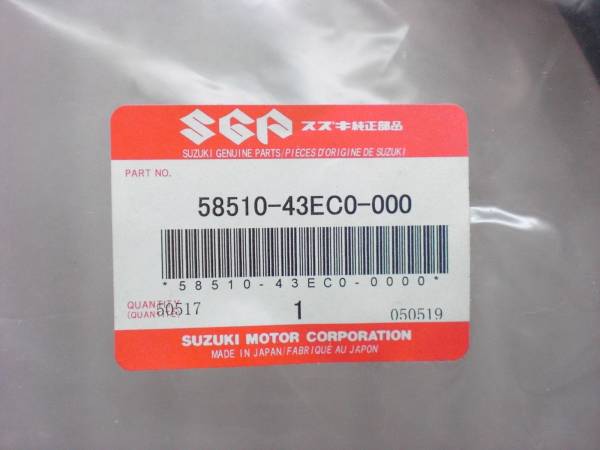 SGP スズキ純正部品
SUZUKI GENUINE PARTS/PIÈCES D'ORIGINE DE SUZUKI
PART NO.
58510-43EC0-000
*58510-43EC0-0000*
QUANTITY
(QUANTITÉ)
50517
1
050519
SUZUKI MOTOR CORPORATION
MADE IN JAPAN/FABRIQUÉ AU JAPON